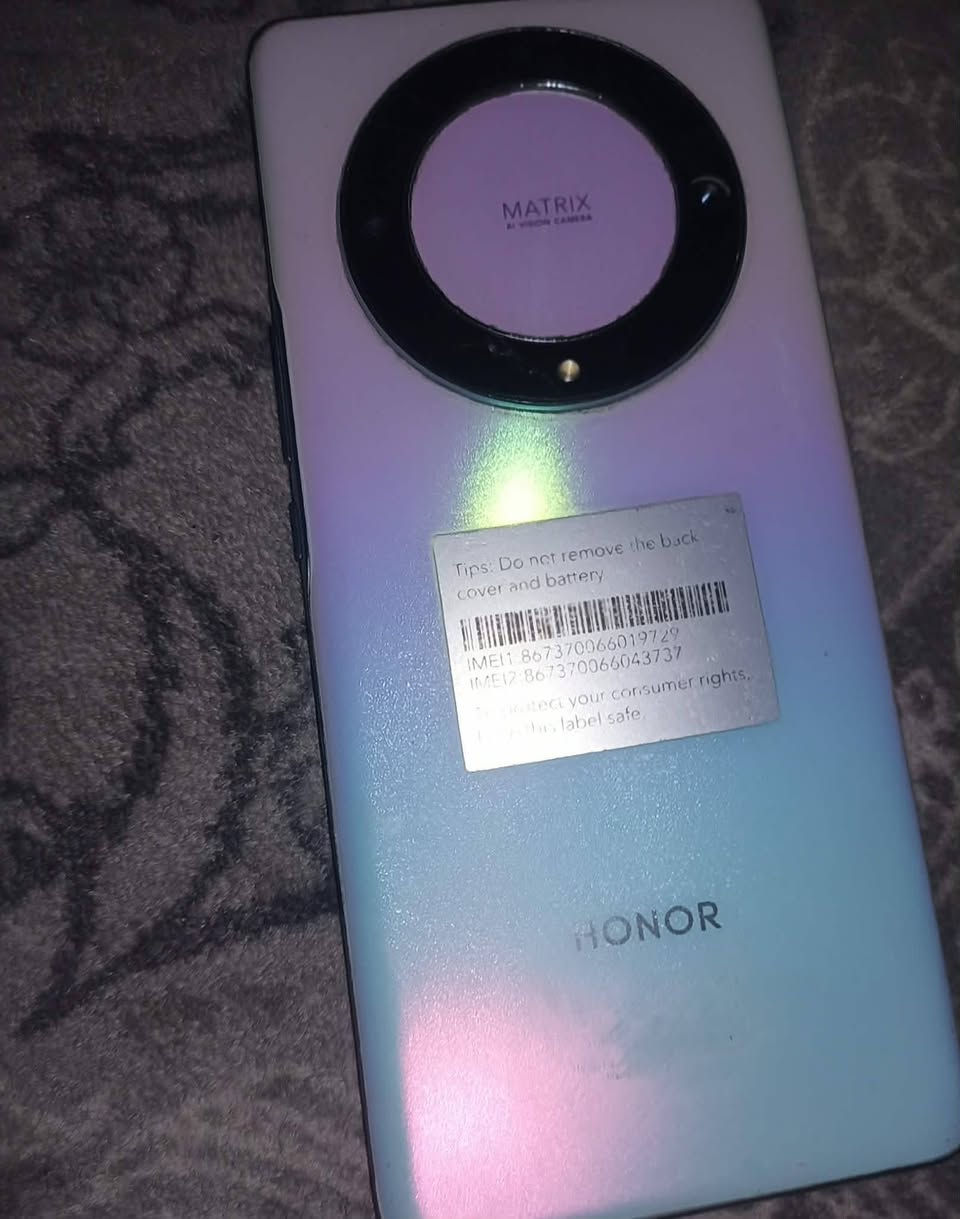 MATRIX
AI VISION CAMERA
Tips: Do not remove the back
cover and battery
IMEI1:867370066019729
IMEI2:867370066043737
protect your consumer rights,
this label safe.
HONOR